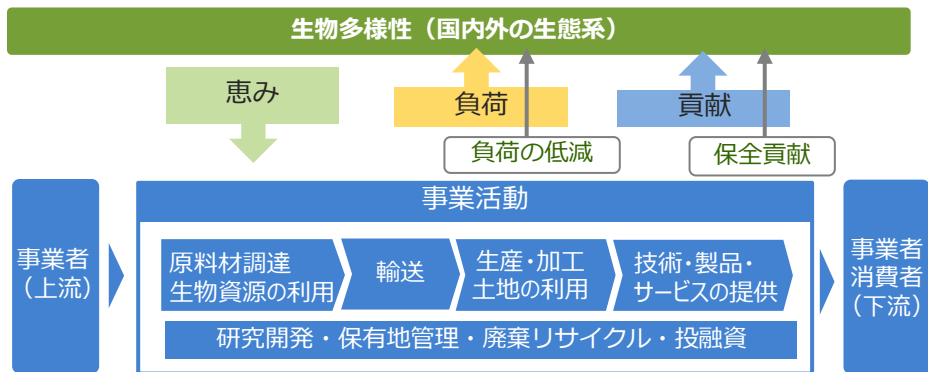 生物多様性（国内外の生態系）
恵み
負荷
貢献
負荷の低減
保全貢献
事業者
（上流）
事業活動
原料材調達
生物資源の利用
輸送
生産・加工
土地の利用
技術・製品・
サービスの提供
研究開発・保有地管理・廃棄リサイクル・投融資
事業者
消費者
（下流）